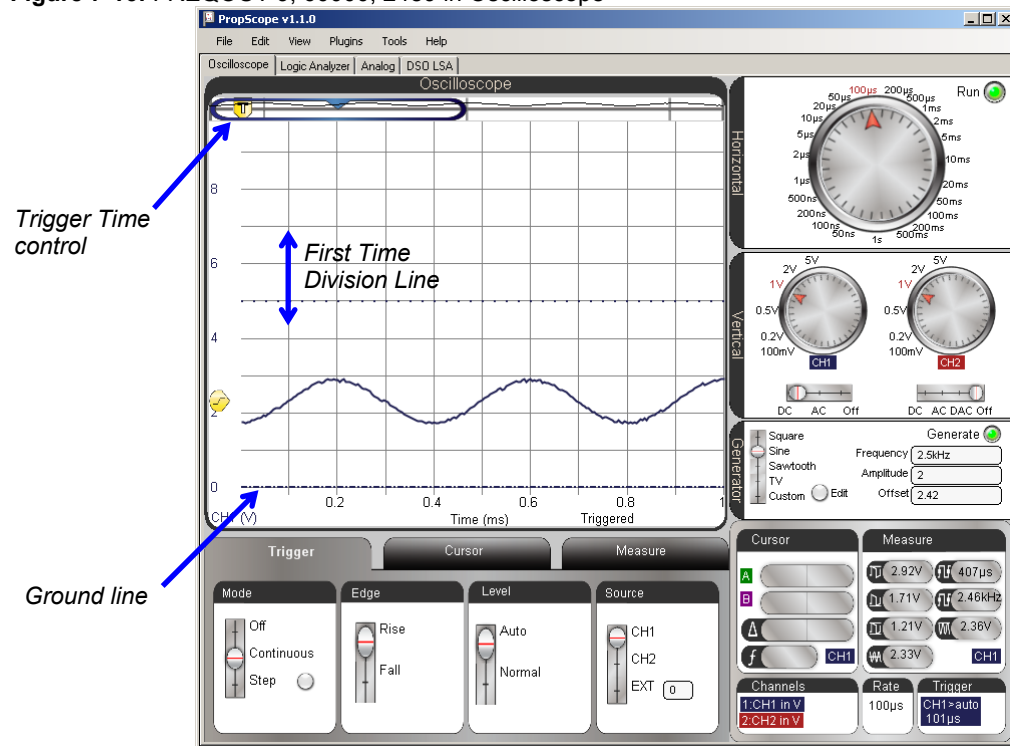 in Oscilloscope
PropScope v1.1.0
File Edit View Plugins Tools Help
Oscilloscope Logic Analyzer Analog DSO LSA
Oscilloscope
T
8
6
4
2
0
0.2 0.4 0.6 0.8 1
CH1 (V) Time (ms) Triggered
Trigger Time
control
First Time
Division Line
Ground line
Horizontal
Run
50ns
100ns
200ns
500ns
1µs
2µs
5µs
10µs
20µs
50µs
100µs
200µs
500µs
1ms
2ms
5ms
10ms
20ms
50ms
100ms
200ms
500ms
1s
Vertical
5V
2V
1V
0.5V
0.2V
100mV
CH1
DC AC Off
5V
2V
1V
0.5V
0.2V
100mV
CH2
DC AC DAC Off
Generator
Square
Sine
Sawtooth
TV
Custom Edit
Generate
Frequency 2.5kHz
Amplitude 2
Offset 2.42
Trigger Cursor Measure
Mode
Off
Continuous
Step
Edge
Rise
Fall
Level
Auto
Normal
Source
CH1
CH2
EXT 0
Cursor
A
B
Δ
f CH1
Measure
2.92V 407µs
1.71V 2.46kHz
1.21V 2.36V
2.33V CH1
Channels
1:CH1 in V
2:CH2 in V
Rate
100µs
Trigger
CH1>auto
101µs